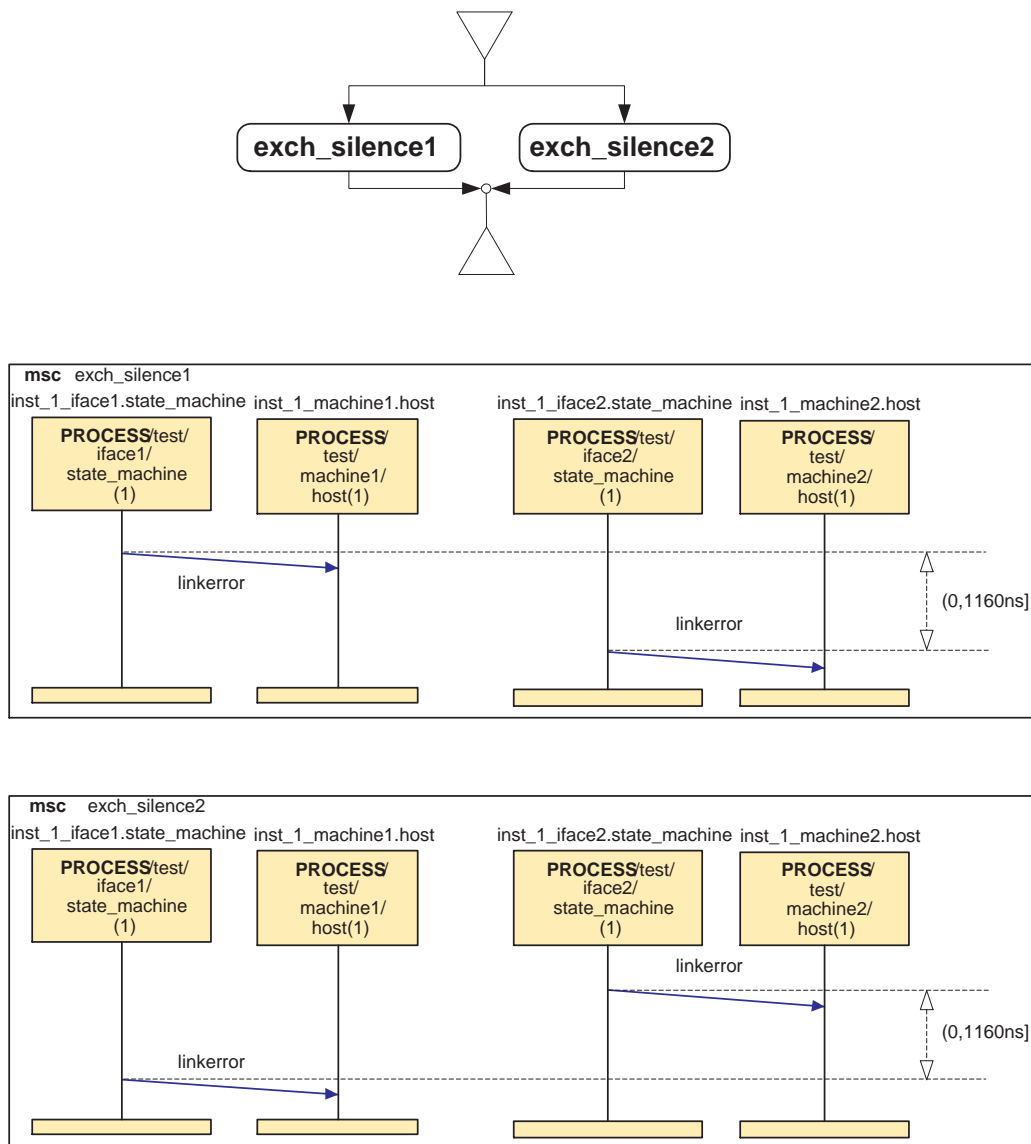 exch_silence1 exch_silence2
msc exch_silence1
inst_1_iface1.state_machine inst_1_machine1.host inst_1_iface2.state_machine inst_1_machine2.host
PROCESS/test/
iface1/
state_machine
(1)
PROCESS/
test/
machine1/
host(1)
PROCESS/test/
iface2/
state_machine
(1)
PROCESS/
test/
machine2/
host(1)
linkerror
(0,1160ns]
linkerror
msc exch_silence2
inst_1_iface1.state_machine inst_1_machine1.host inst_1_iface2.state_machine inst_1_machine2.host
PROCESS/test/
iface1/
state_machine
(1)
PROCESS/
test/
machine1/
host(1)
PROCESS/test/
iface2/
state_machine
(1)
PROCESS/
test/
machine2/
host(1)
linkerror
(0,1160ns]
linkerror